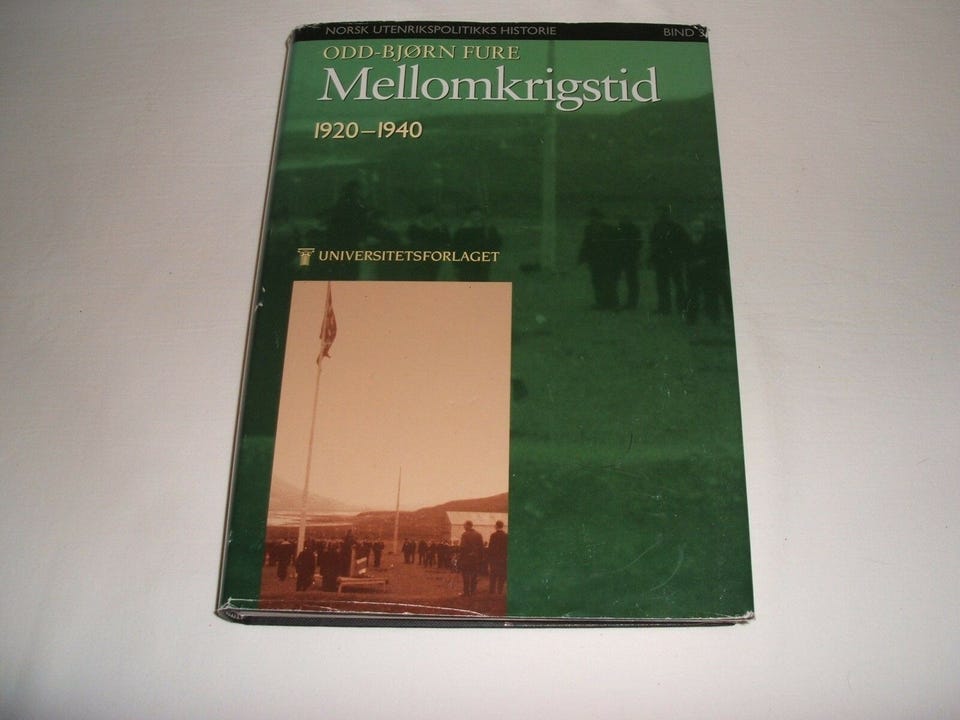 NORSK UTENRIKSPOLITIKKS HISTORIE BIND 3
ODD-BJØRN FURE
Mellomkrigstid
1920–1940
UNIVERSITETSFORLAGET